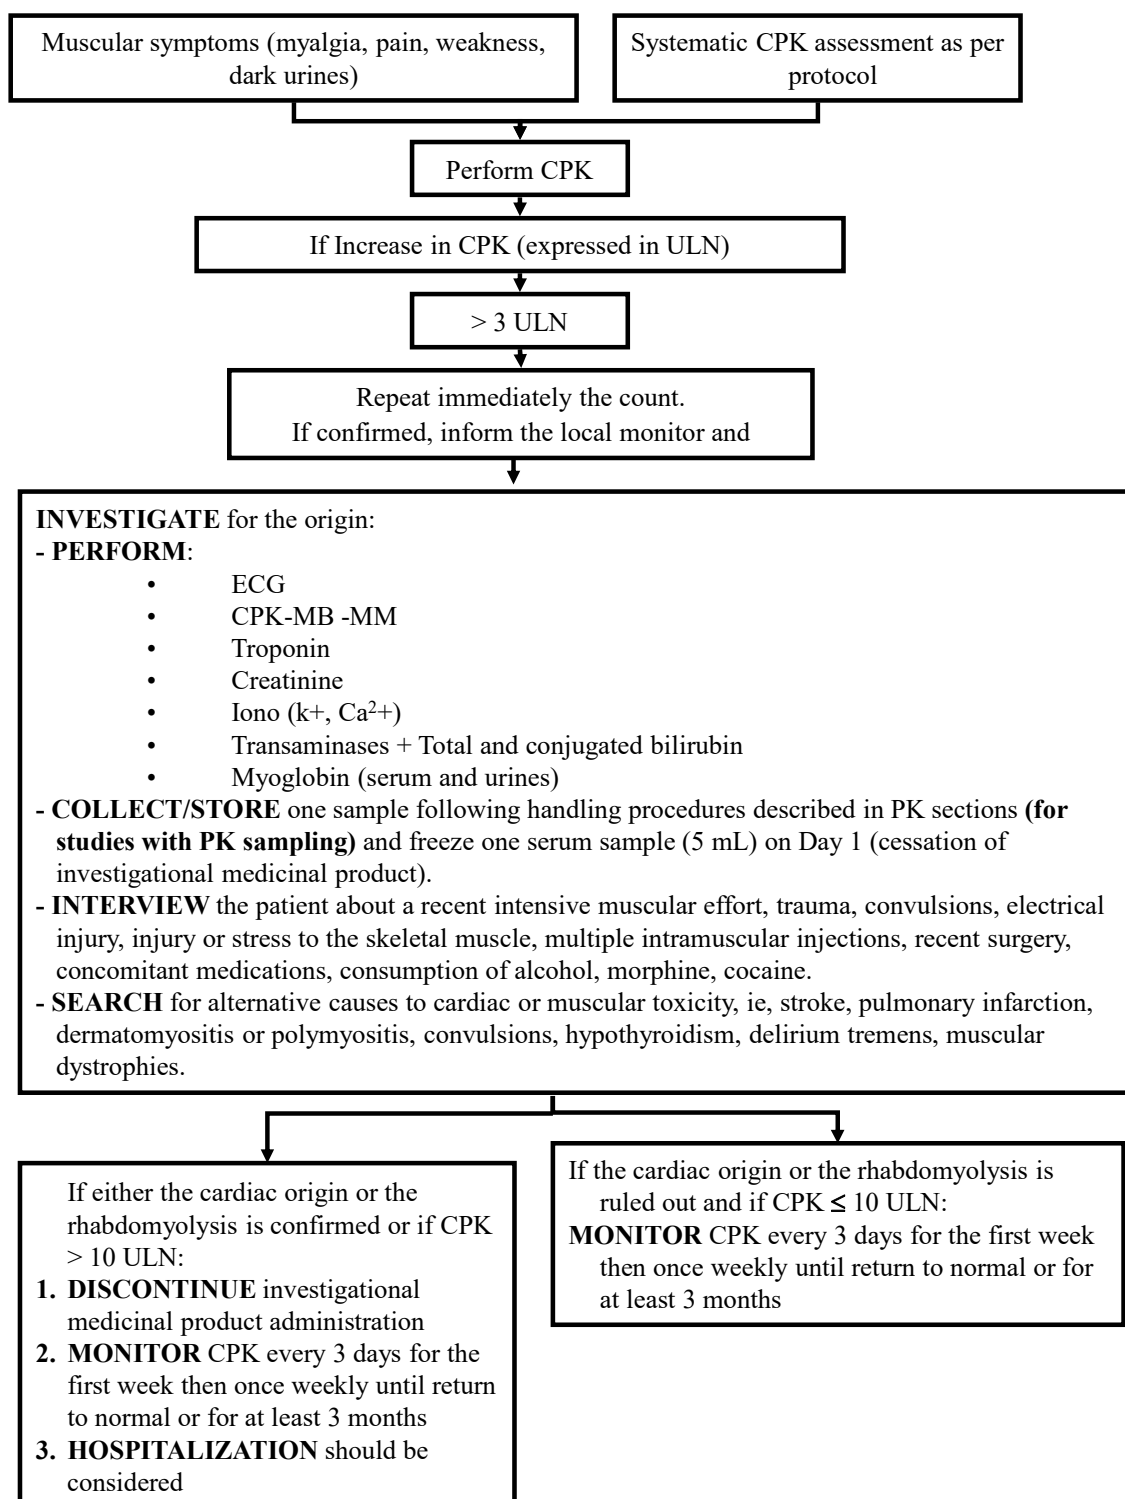 Muscular symptoms (myalgia, pain, weakness,
dark urines)
Systematic CPK assessment as per
protocol
Perform CPK
If Increase in CPK (expressed in ULN)
> 3 ULN
Repeat immediately the count.
If confirmed, inform the local monitor and
INVESTIGATE for the origin:
- PERFORM:
• ECG
• CPK-MB -MM
• Troponin
• Creatinine
• Iono (k+, Ca²+)
• Transaminases + Total and conjugated bilirubin
• Myoglobin (serum and urines)
- COLLECT/STORE one sample following handling procedures described in PK sections (for
studies with PK sampling) and freeze one serum sample (5 mL) on Day 1 (cessation of
investigational medicinal product).
- INTERVIEW the patient about a recent intensive muscular effort, trauma, convulsions, electrical
injury, injury or stress to the skeletal muscle, multiple intramuscular injections, recent surgery,
concomitant medications, consumption of alcohol, morphine, cocaine.
- SEARCH for alternative causes to cardiac or muscular toxicity, ie, stroke, pulmonary infarction,
dermatomyositis or polymyositis, convulsions, hypothyroidism, delirium tremens, muscular
dystrophies.
If either the cardiac origin or the
rhabdomyolysis is confirmed or if CPK
> 10 ULN:
1. DISCONTINUE investigational
medicinal product administration
2. MONITOR CPK every 3 days for the
first week then once weekly until return
to normal or for at least 3 months
3. HOSPITALIZATION should be
considered
If the cardiac origin or the rhabdomyolysis is
ruled out and if CPK ≤ 10 ULN:
MONITOR CPK every 3 days for the first week
then once weekly until return to normal or for
at least 3 months